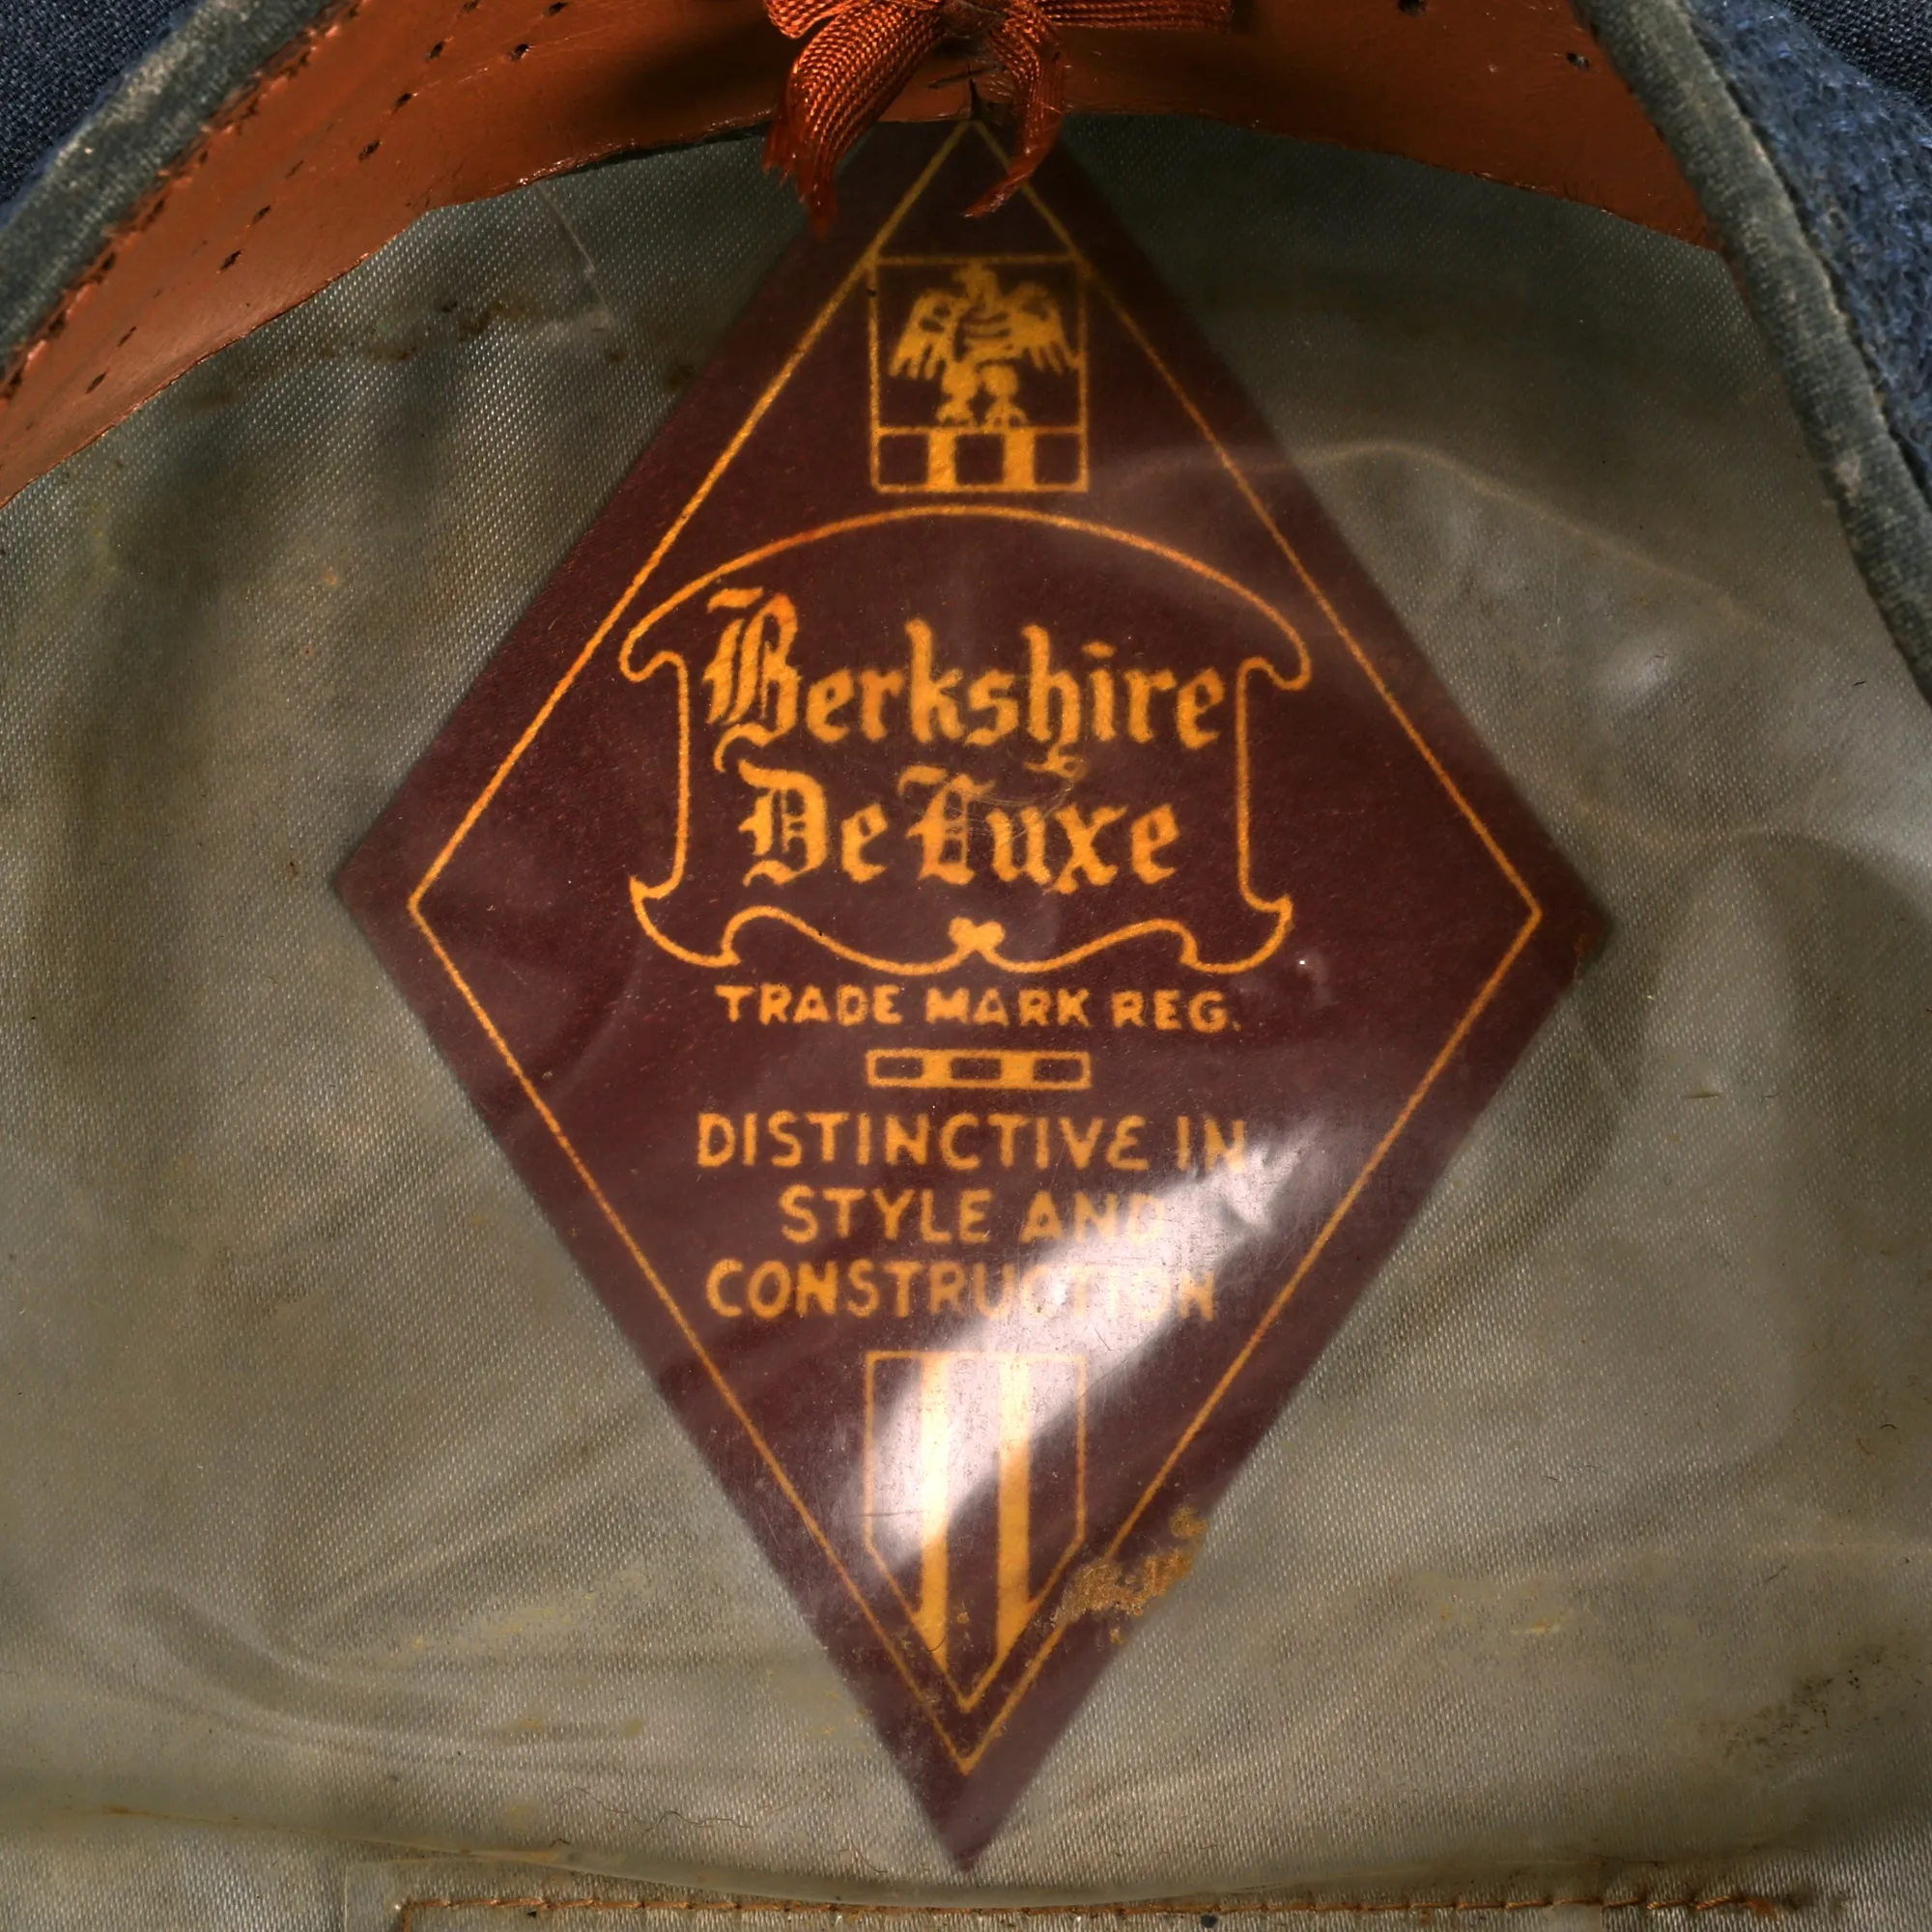 Berkshire
De Luxe
TRADE MARK REG.
DISTINCTIVE IN
STYLE AND
CONSTRUCTION